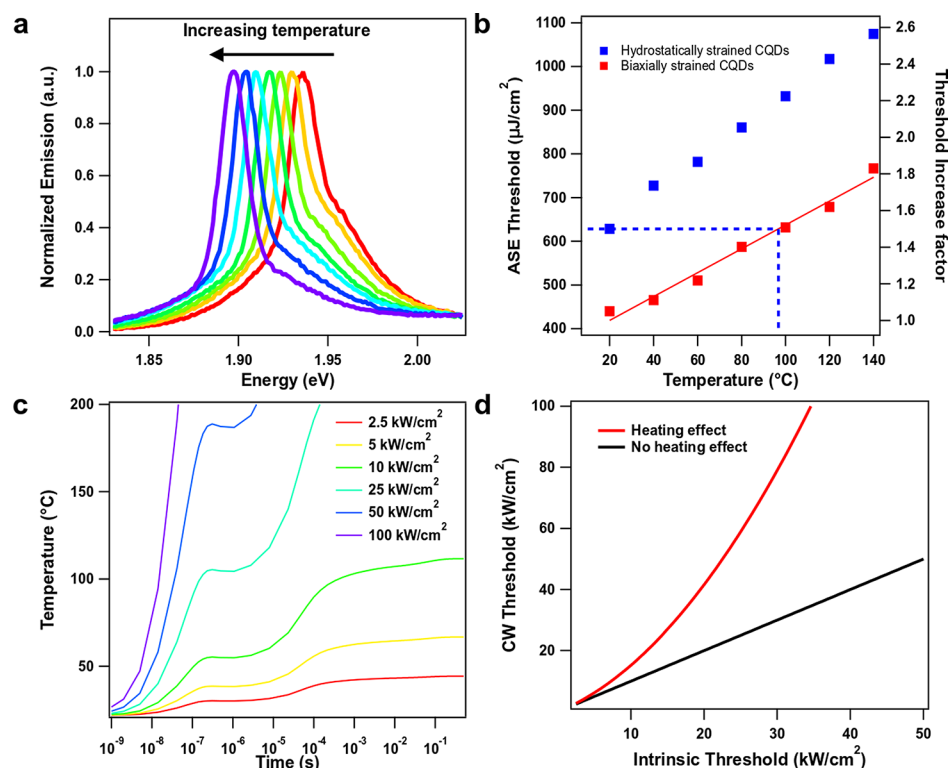 a
Increasing temperature
Normalized Emission (a.u.)
1.0
0.8
0.6
0.4
0.2
0.0
1.85
1.90
1.95
2.00
Energy (eV)
b
Hydrostatically strained CQDs
Biaxially strained CQDs
ASE Threshold (µJ/cm²)
1100
1000
900
800
700
600
500
400
2.6
2.4
2.2
2.0
1.8
1.6
1.4
1.2
1.0
Threshold Increase factor
20
40
60
80
100
120
140
Temperature (°C)
c
Temperature (°C)
200
150
100
50
2.5 kW/cm²
5 kW/cm²
10 kW/cm²
25 kW/cm²
50 kW/cm²
100 kW/cm²
10⁻⁹
10⁻⁸
10⁻⁷
10⁻⁶
10⁻⁵
10⁻⁴
10⁻³
10⁻²
10⁻¹
Time (s)
d
Heating effect
No heating effect
CW Threshold (kW/cm²)
100
80
60
40
20
10
20
30
40
50
Intrinsic Threshold (kW/cm²)